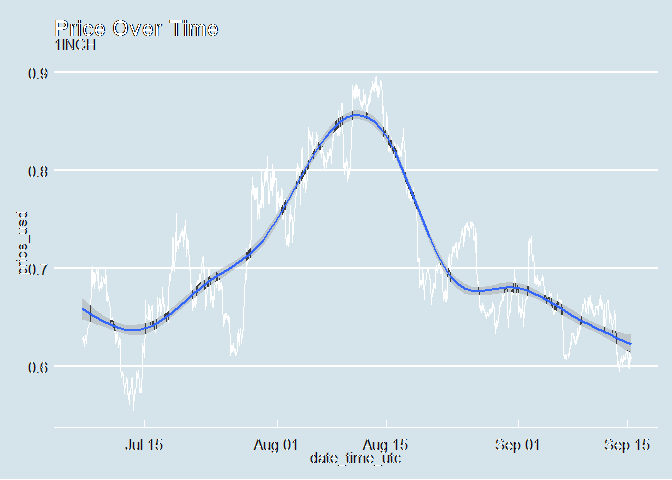 Price Over Time
1INCH
0.9
0.8
0.7
0.6
price_usd
Jul 15 Aug 01 Aug 15 Sep 01 Sep 15
date_time_utc